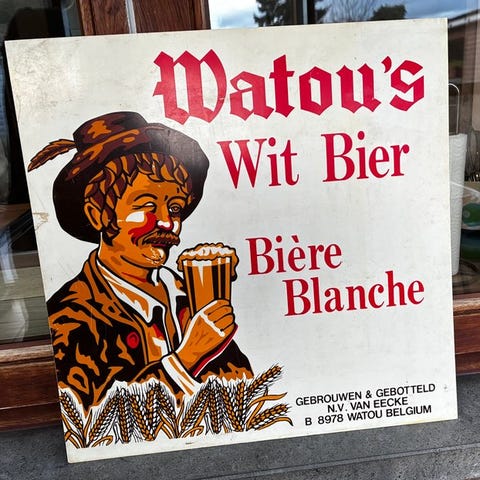 Watou's
Wit Bier
Bière
Blanche
GEBROUWEN & GEBOTTELD
N.V. VAN EECKE
B 8978 WATOU BELGIUM